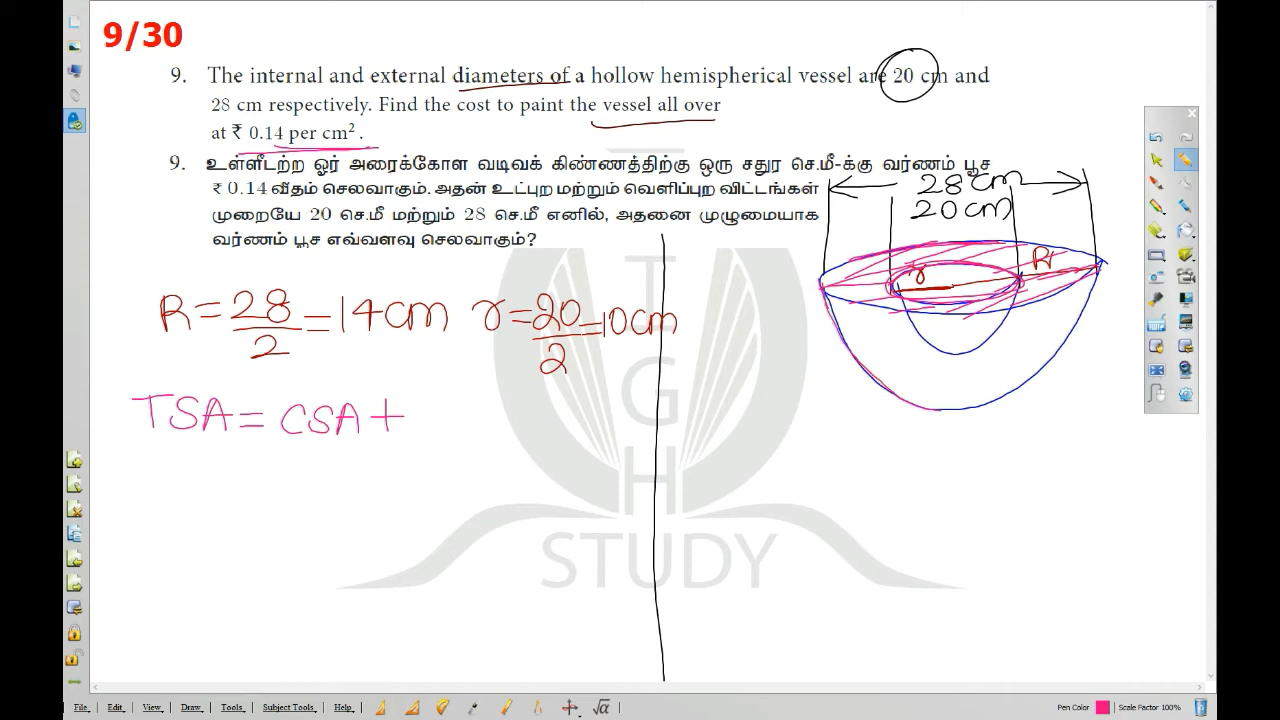 9/30
9. The internal and external diameters of a hollow hemispherical vessel are 20 cm and
28 cm respectively. Find the cost to paint the vessel all over
at ₹ 0.14 per cm².
9. உள்ளீடற்ற ஓர் அரைக்கோள வடிவக் கிண்ணத்திற்கு ஒரு சதுர செ.மீ-க்கு வர்ணம் பூச
₹ 0.14 வீதம் செலவாகும். அதன் உட்புற மற்றும் வெளிப்புற விட்டங்கள்
முறையே 20 செ.மீ மற்றும் 28 செ.மீ எனில், அதனை முழுமையாக
வர்ணம் பூச எவ்வளவு செலவாகும்?
28 cm
20 cm
r R
R = 28/2 = 14 cm r = 20/2 = 10 cm
TSA = CSA +
TIGH
STUDY
File Edit View Draw Tools Subject Tools Help √α Pen Color Scale Factor 100%